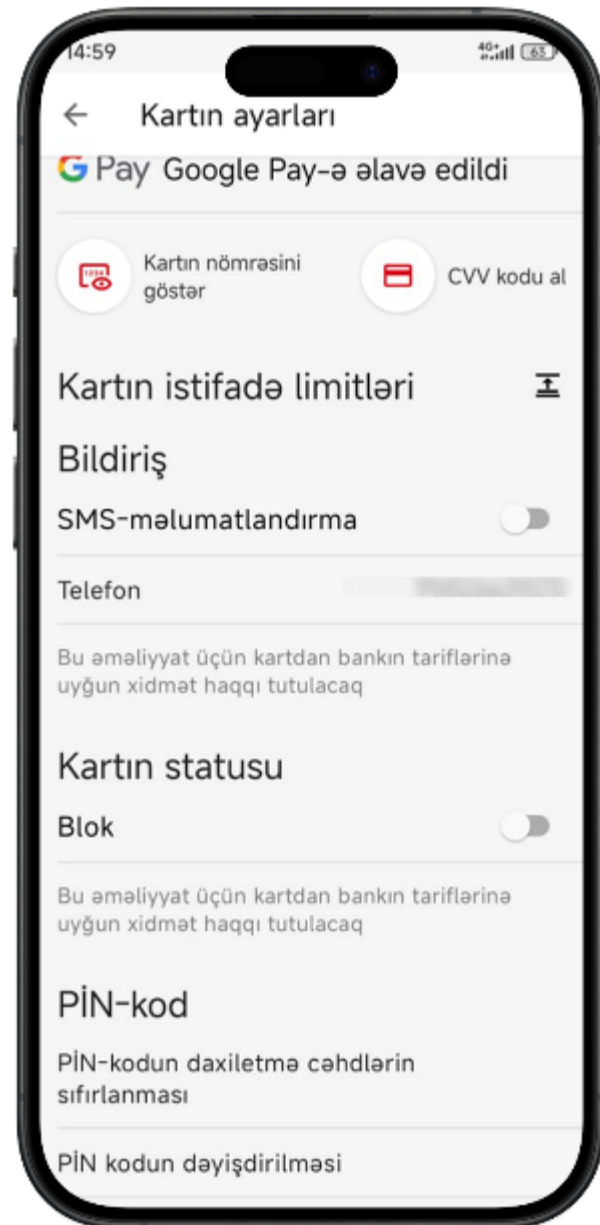 14:59
4G+ 63
Kartın ayarları
G Pay Google Pay-ə əlavə edildi
Kartın nömrəsini
göstər
CVV kodu al
Kartın istifadə limitləri
Bildiriş
SMS-məlumatlandırma
Telefon
Bu əməliyyat üçün kartdan bankın tariflərinə
uyğun xidmət haqqı tutulacaq
Kartın statusu
Blok
Bu əməliyyat üçün kartdan bankın tariflərinə
uyğun xidmət haqqı tutulacaq
PİN-kod
PİN-kodun daxiletmə cəhdlərin
sıfırlanması
PİN kodun dəyişdirilməsi